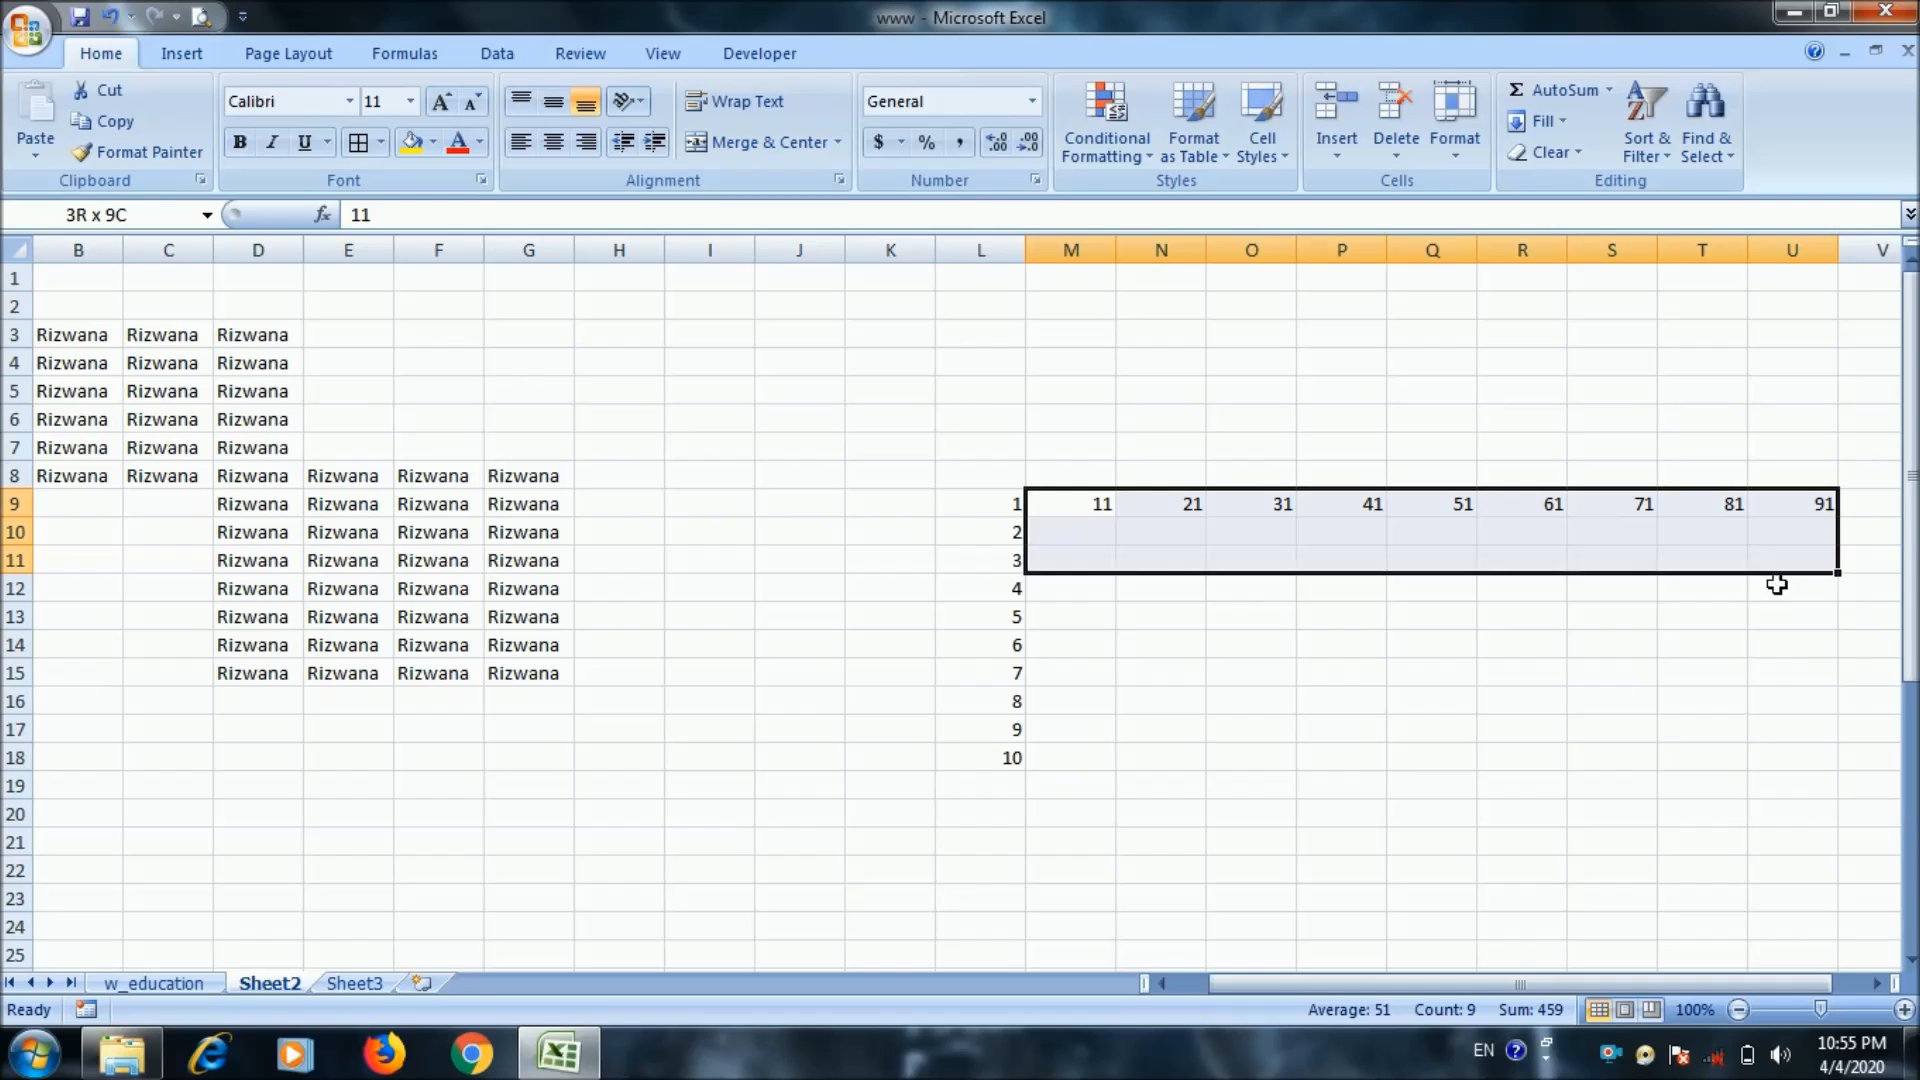 www - Microsoft Excel
Home Insert Page Layout Formulas Data Review View Developer
Paste
Cut
Copy
Format Painter
Clipboard
Calibri 11
B I U
Font
Wrap Text
Merge & Center
Alignment
General
$ % ,
Number
Conditional Formatting
Format as Table
Cell Styles
Styles
Insert Delete Format
Cells
Σ AutoSum
Fill
Clear
Sort & Filter
Find & Select
Editing
3R x 9C fx 11
B C D E F G H I J K L M N O P Q R S T U V
1
2
3 Rizwana Rizwana Rizwana
4 Rizwana Rizwana Rizwana
5 Rizwana Rizwana Rizwana
6 Rizwana Rizwana Rizwana
7 Rizwana Rizwana Rizwana
8 Rizwana Rizwana Rizwana Rizwana Rizwana Rizwana
9 Rizwana Rizwana Rizwana Rizwana 1 11 21 31 41 51 61 71 81 91
10 Rizwana Rizwana Rizwana Rizwana 2
11 Rizwana Rizwana Rizwana Rizwana 3
12 Rizwana Rizwana Rizwana Rizwana 4
13 Rizwana Rizwana Rizwana Rizwana 5
14 Rizwana Rizwana Rizwana Rizwana 6
15 Rizwana Rizwana Rizwana Rizwana 7
16 8
17 9
18 10
19
20
21
22
23
24
25
w_education Sheet2 Sheet3
Ready Average: 51 Count: 9 Sum: 459 100%
EN 10:55 PM
4/4/2020